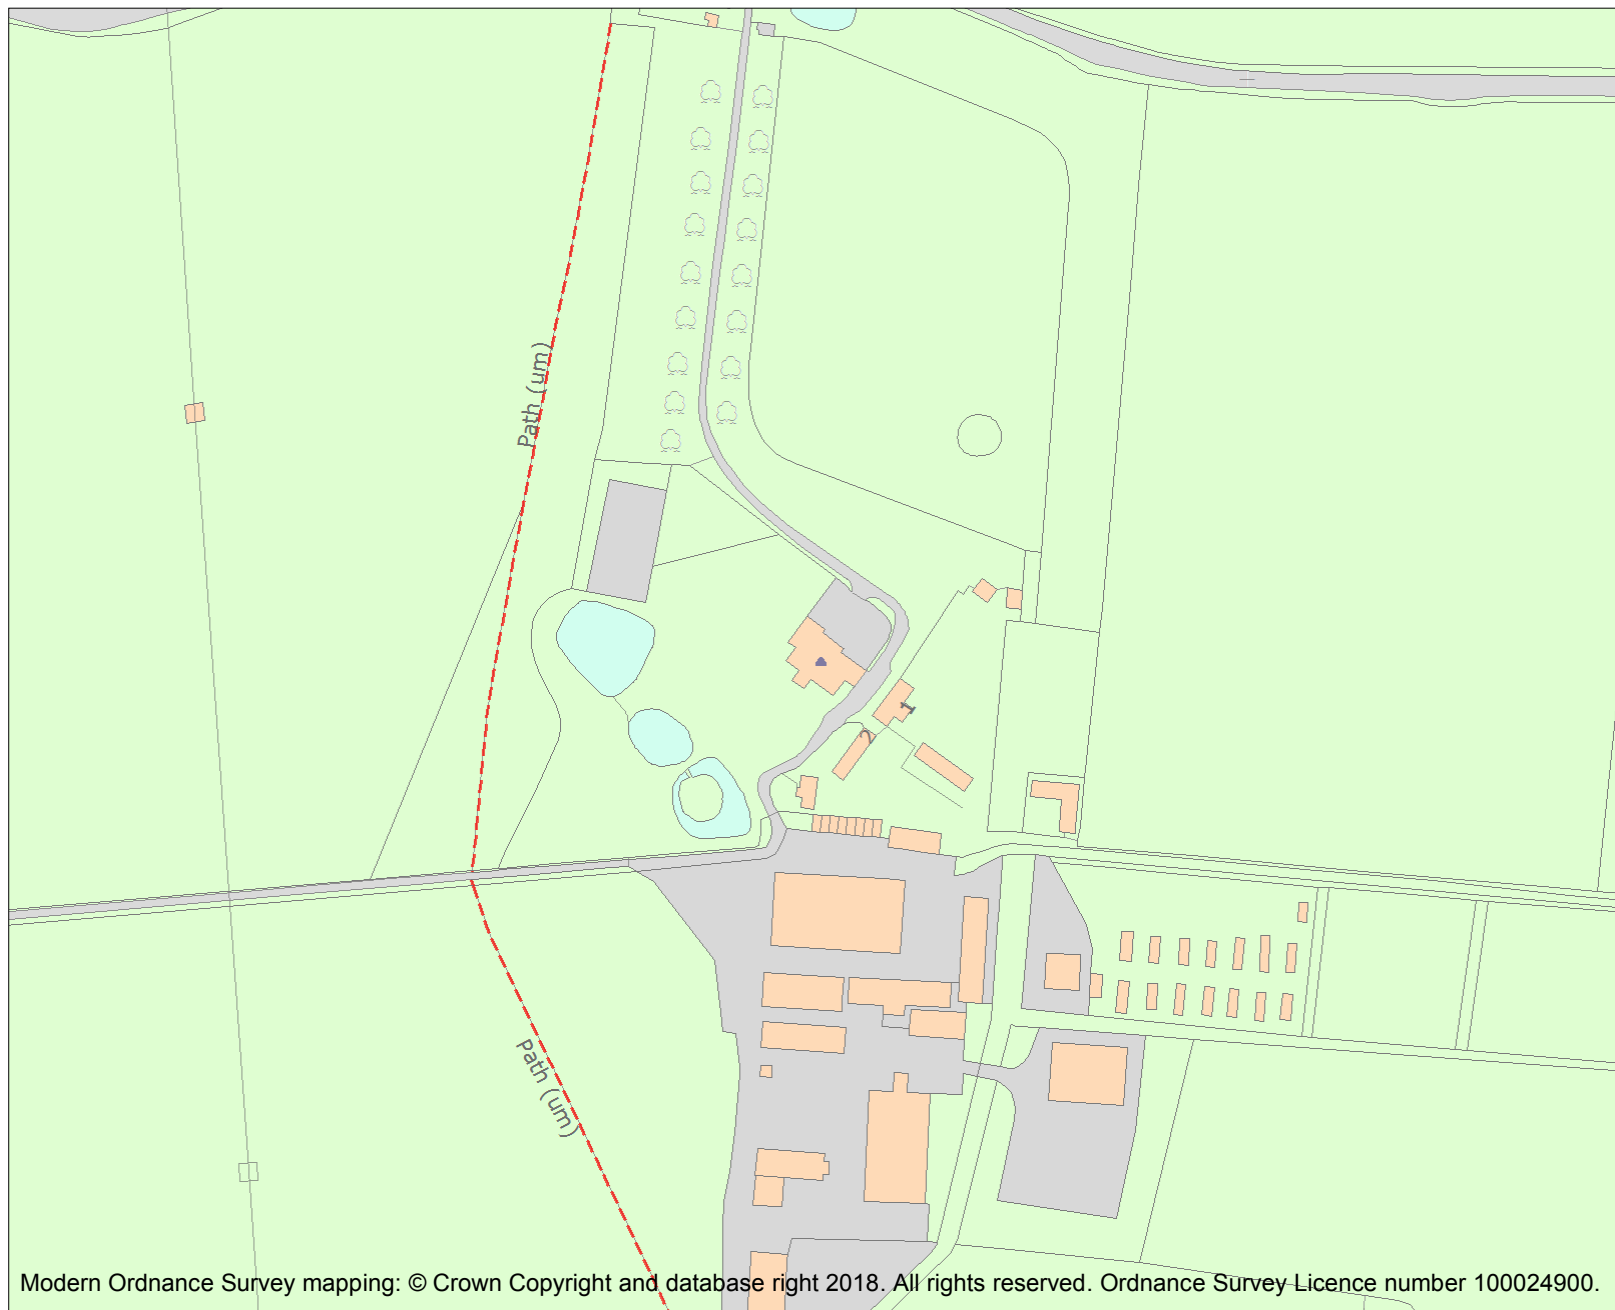 Path (um)
1
2
Path (um)
Modern Ordnance Survey mapping: © Crown Copyright and database right 2018. All rights reserved. Ordnance Survey Licence number 100024900.